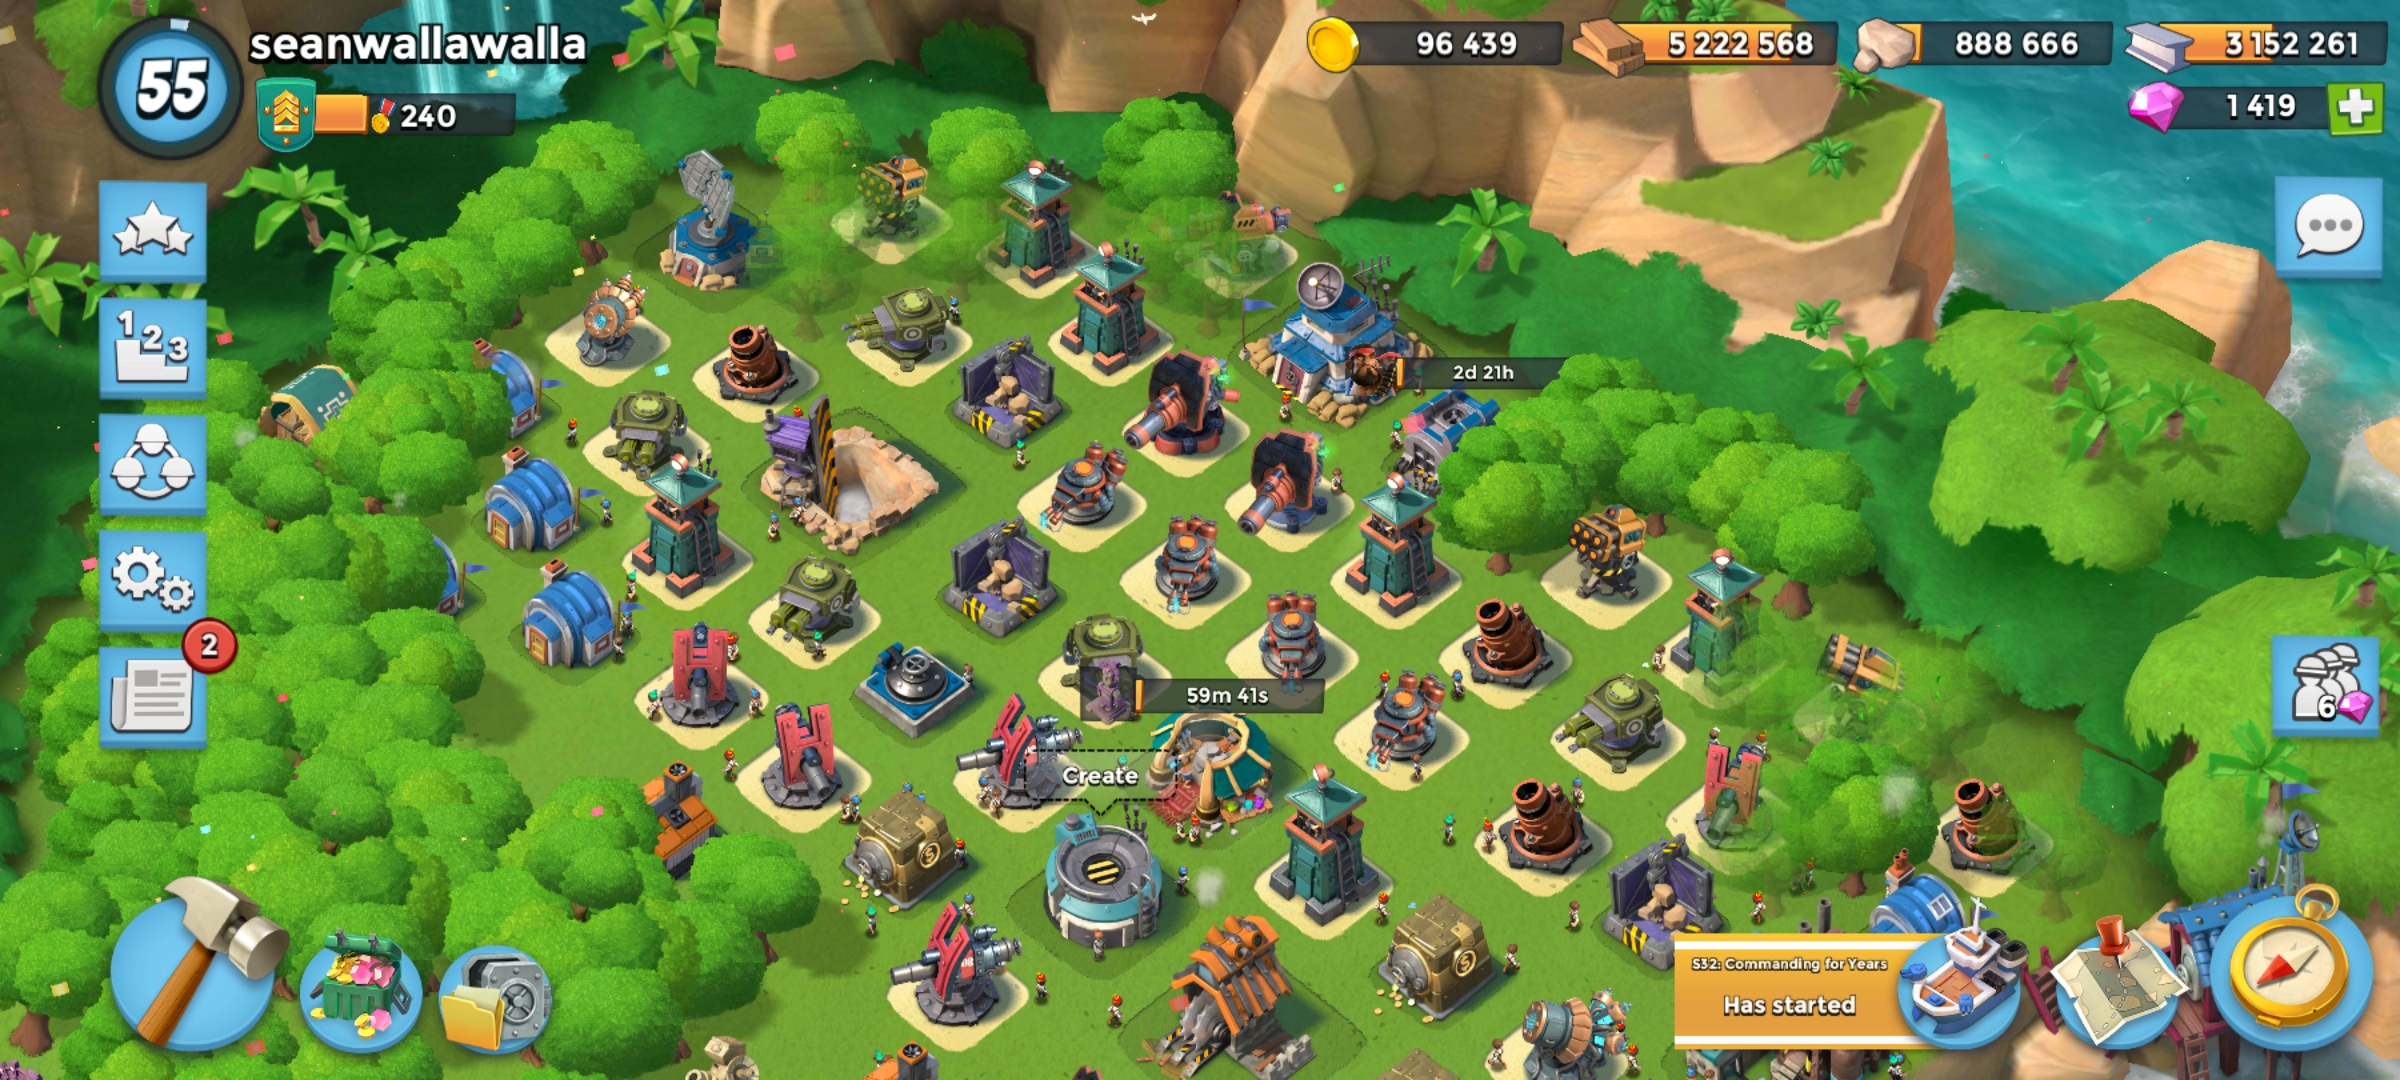 55
seanwallawalla
240
96 439
5 222 568
888 666
3 152 261
1 419
123
2d 21h
2
59m 41s
6
Create
S32: Commanding for Years
Has started